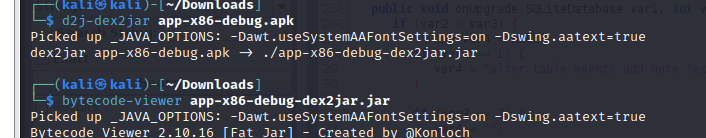 ┌──(kali㉿kali)-[~/Downloads]
└─$ d2j-dex2jar app-x86-debug.apk
Picked up _JAVA_OPTIONS: -Dawt.useSystemAAFontSettings=on -Dswing.aatext=true
dex2jar app-x86-debug.apk → ./app-x86-debug-dex2jar.jar
┌──(kali㉿kali)-[~/Downloads]
└─$ bytecode-viewer app-x86-debug-dex2jar.jar
Picked up _JAVA_OPTIONS: -Dawt.useSystemAAFontSettings=on -Dswing.aatext=true
Bytecode Viewer 2.10.16 [Fat Jar] - Created by @Konloch